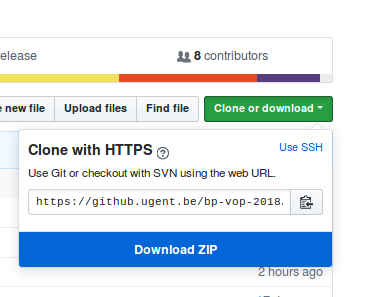 elease
8 contributors
e new file
Upload files
Find file
Clone or download
Clone with HTTPS
Use SSH
Use Git or checkout with SVN using the web URL.
https://github.ugent.be/bp-vop-2018.
Download ZIP
2 hours ago